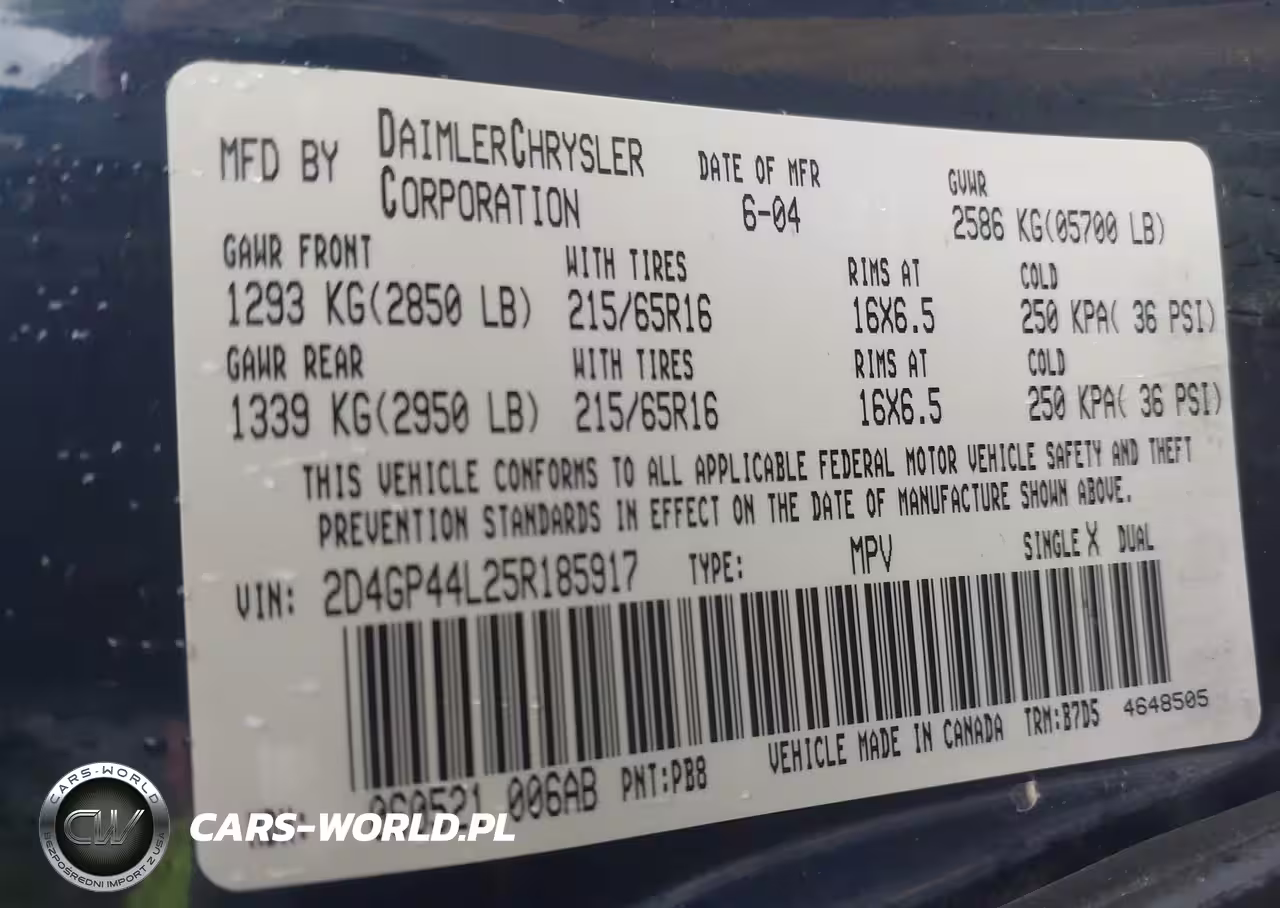 MFD BY DAIMLERCHRYSLER CORPORATION
DATE OF MFR
6-04
GVWR
2586 KG(05700 LB)
GAWR FRONT WITH TIRES RIMS AT COLD
1293 KG(2850 LB) 215/65R16 16X6.5 250 KPA( 36 PSI)
GAWR REAR WITH TIRES RIMS AT COLD
1339 KG(2950 LB) 215/65R16 16X6.5 250 KPA( 36 PSI)
THIS VEHICLE CONFORMS TO ALL APPLICABLE FEDERAL MOTOR VEHICLE SAFETY AND THEFT
PREVENTION STANDARDS IN EFFECT ON THE DATE OF MANUFACTURE SHOWN ABOVE.
VIN: 2D4GP44L25R185917 TYPE: MPV SINGLE X DUAL
006AB PNT:PB8 VEHICLE MADE IN CANADA TRM:B7D5 4648505
CARS-WORLD
CW
BEZPOŚREDNI IMPORT Z USA
CARS-WORLD.PL